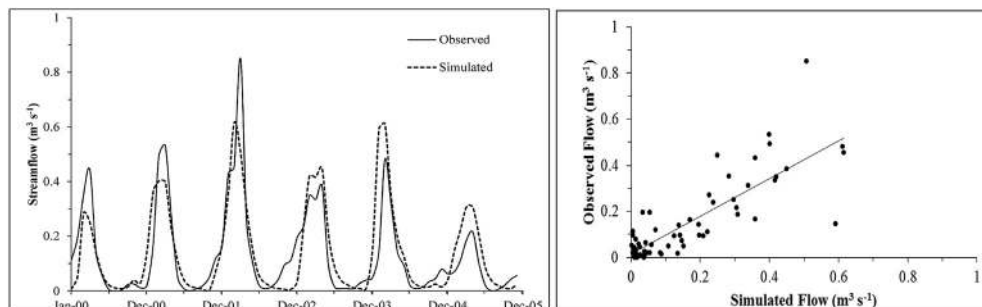 1
0.8
0.6
0.4
0.2
0
Streamflow (m³ s⁻¹)
Observed
Simulated
Jan-00
Dec-00
Dec-01
Dec-02
Dec-03
Dec-04
Dec-05
1
0.8
0.6
0.4
0.2
0
Observed Flow (m³ s⁻¹)
0
0.2
0.4
0.6
0.8
1
Simulated Flow (m³ s⁻¹)